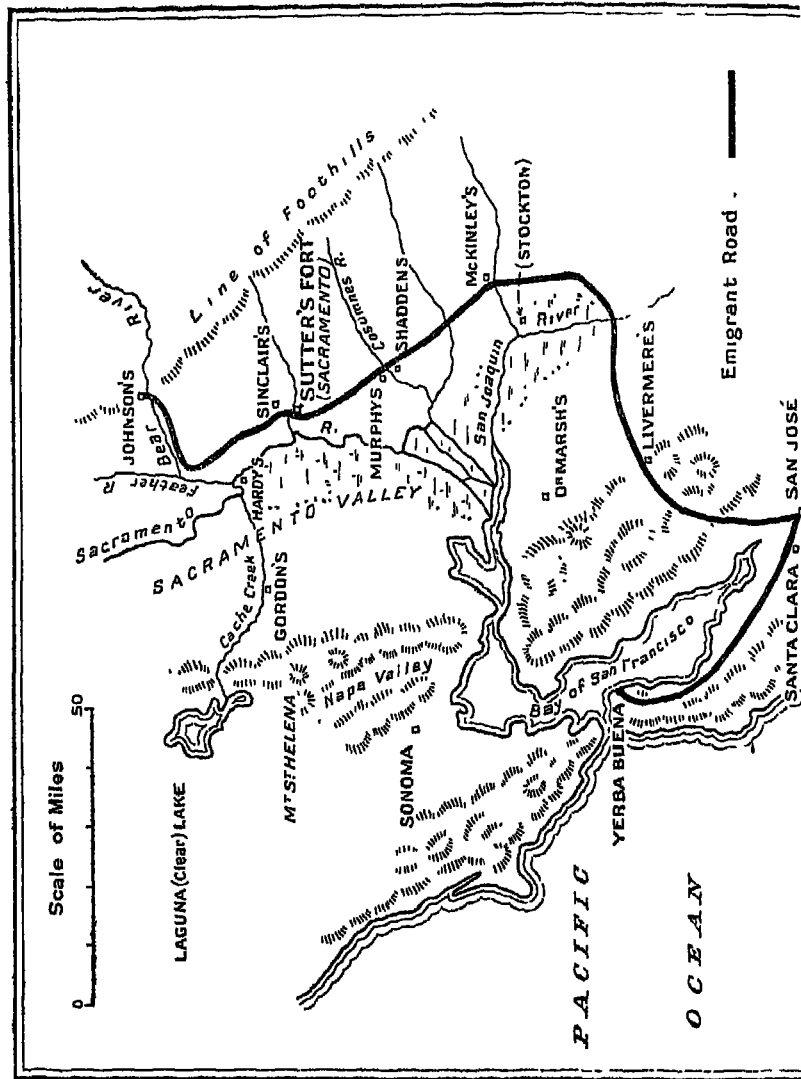 Scale of Miles
0
50
LAGUNA (Clear) LAKE
Sacramento
Feather R
JOHNSON'S
Bear
River
Line of Foothills
SACRAMENTO VALLEY
Cache Creek
HARDYS
GORDON'S
SINCLAIR'S
SUTTER'S FORT
(SACRAMENTO)
R.
Cosumnes R.
MT ST HELENA
Napa Valley
MURPHYS
SHADDENS
SONOMA
McKINLEY'S
(STOCKTON)
San Joaquin
River
DR MARSH'S
Bay of San Francisco
LIVERMERE'S
YERBA BUENA
PACIFIC
OCEAN
SANTA CLARA
SAN JOSÉ
Emigrant Road.